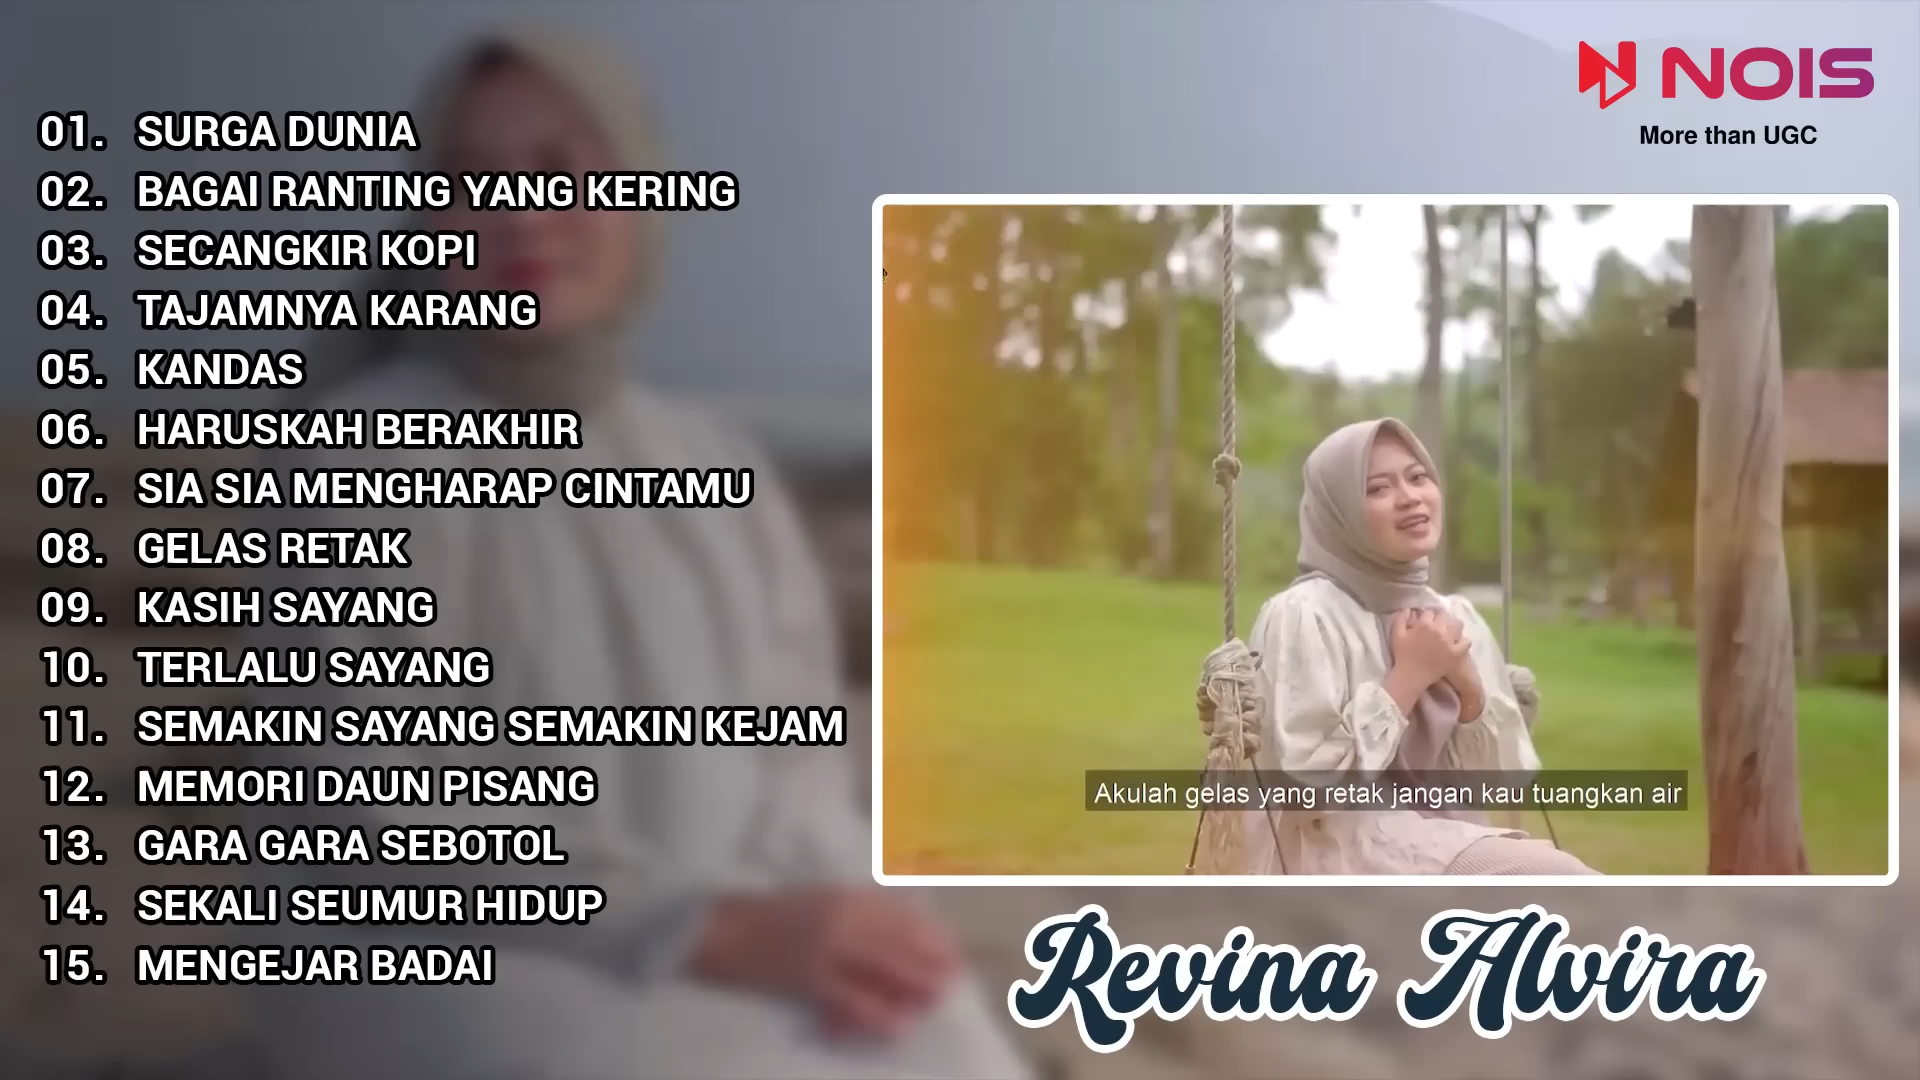 01. SURGA DUNIA
02. BAGAI RANTING YANG KERING
03. SECANGKIR KOPI
04. TAJAMNYA KARANG
05. KANDAS
06. HARUSKAH BERAKHIR
07. SIA SIA MENGHARAP CINTAMU
08. GELAS RETAK
09. KASIH SAYANG
10. TERLALU SAYANG
11. SEMAKIN SAYANG SEMAKIN KEJAM
12. MEMORI DAUN PISANG
13. GARA GARA SEBOTOL
14. SEKALI SEUMUR HIDUP
15. MENGEJAR BADAI
NOIS
More than UGC
Akulah gelas yang retak jangan kau tuangkan air
Revina Alvira